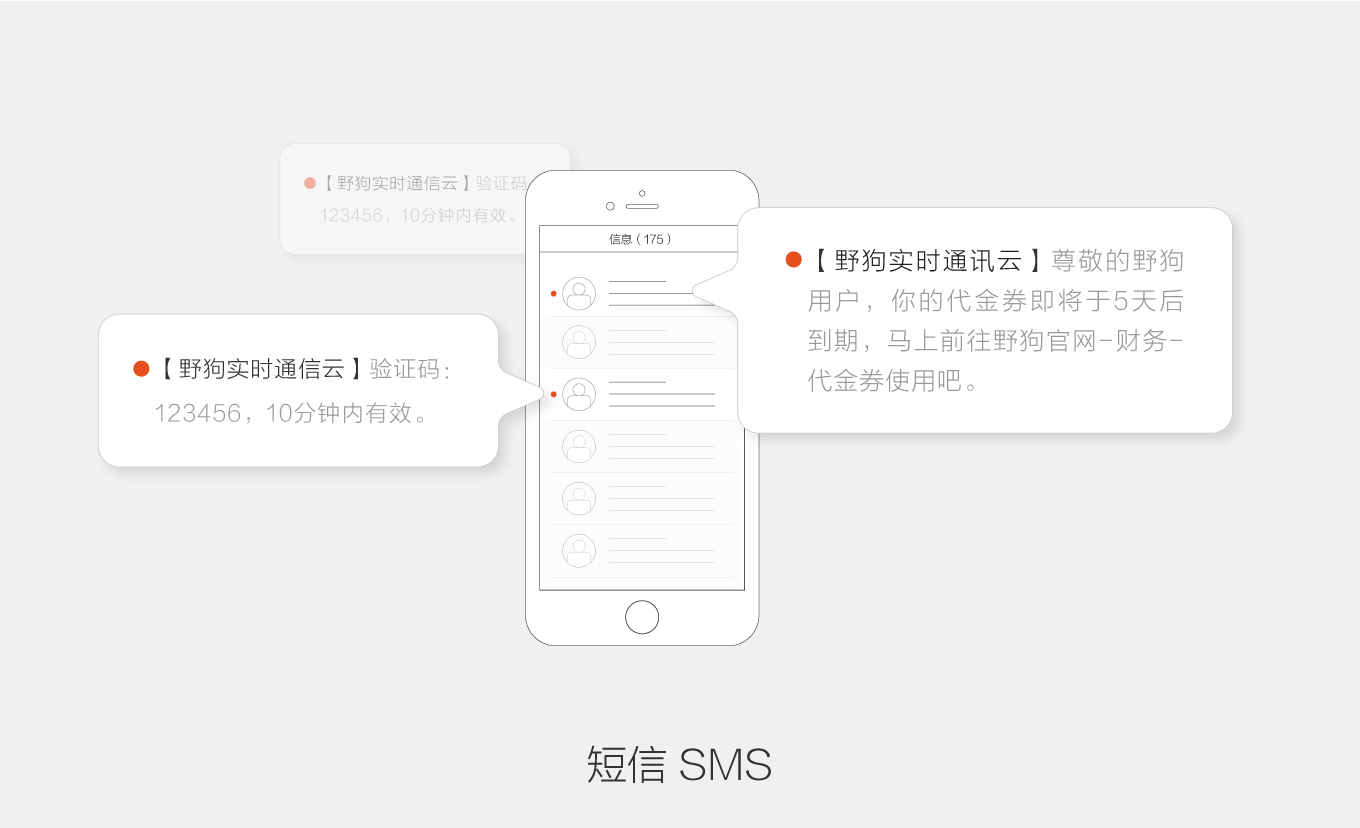 【野狗实时通信云】验证码
123456，10分钟内有效。
信息（175）
【野狗实时通讯云】尊敬的野狗
用户，你的代金券即将于5天后
到期，马上前往野狗官网-财务-
代金券使用吧。
【野狗实时通信云】验证码：
123456，10分钟内有效。
短信 SMS